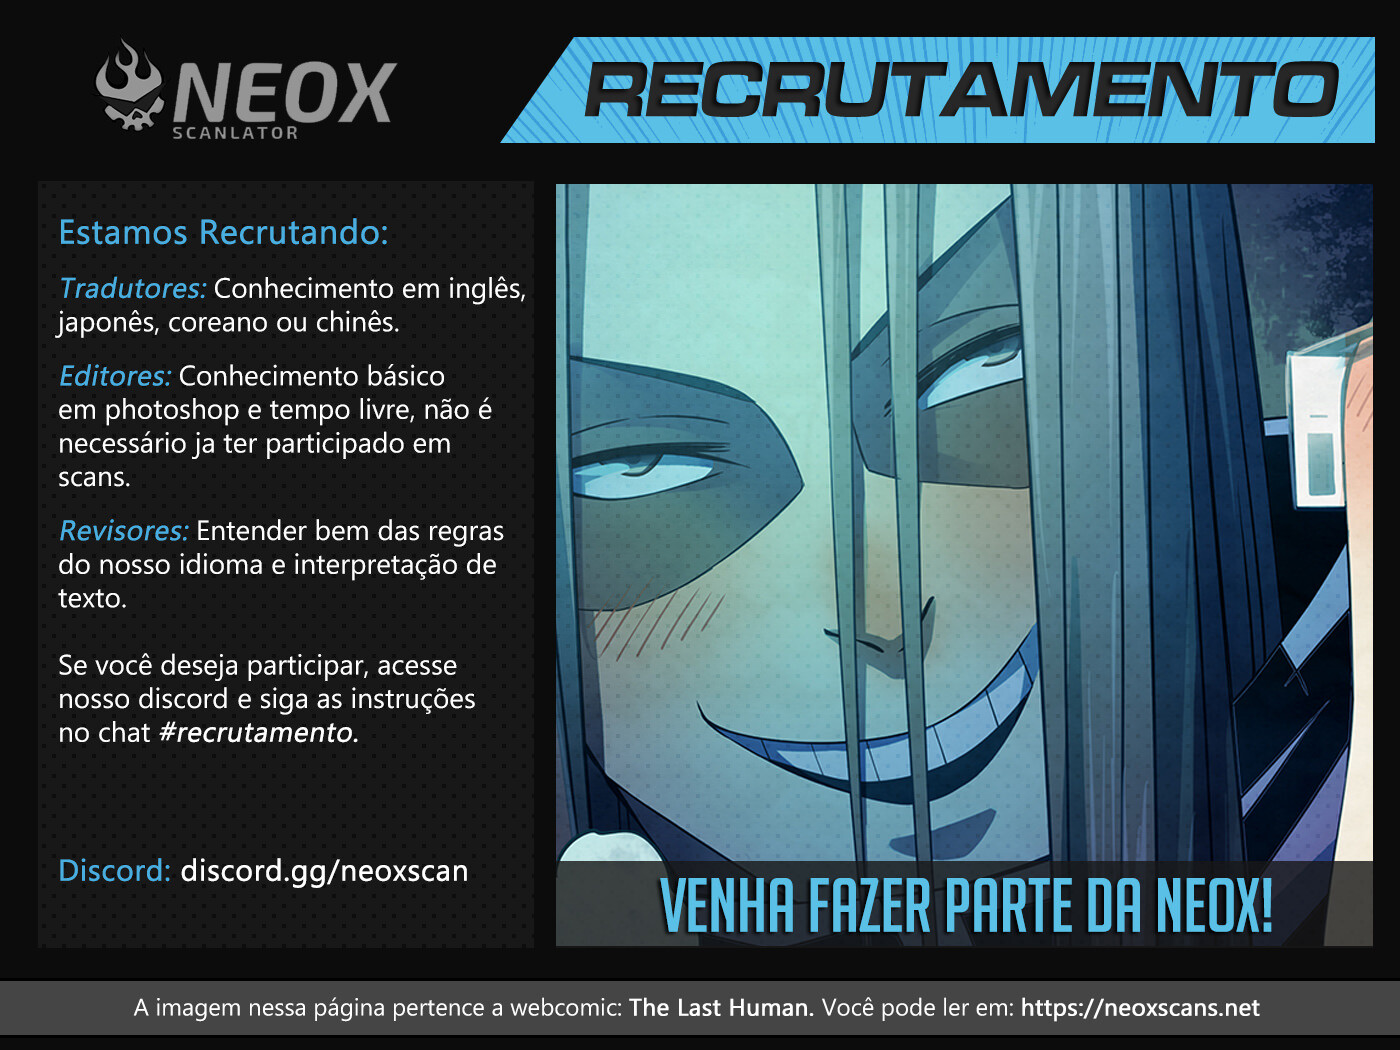 NEOX
SCANLATOR
RECRUTAMENTO
Estamos Recrutando:
Tradutores: Conhecimento em inglês,
japonês, coreano ou chinês.
Editores: Conhecimento básico
em photoshop e tempo livre, não é
necessário ja ter participado em
scans.
Revisores: Entender bem das regras
do nosso idioma e interpretação de
texto.
Se você deseja participar, acesse
nosso discord e siga as instruções
no chat #recrutamento.
Discord: discord.gg/neoxscan
VENHA FAZER PARTE DA NEOX!
A imagem nessa página pertence a webcomic: The Last Human. Você pode ler em: https://neoxscans.net